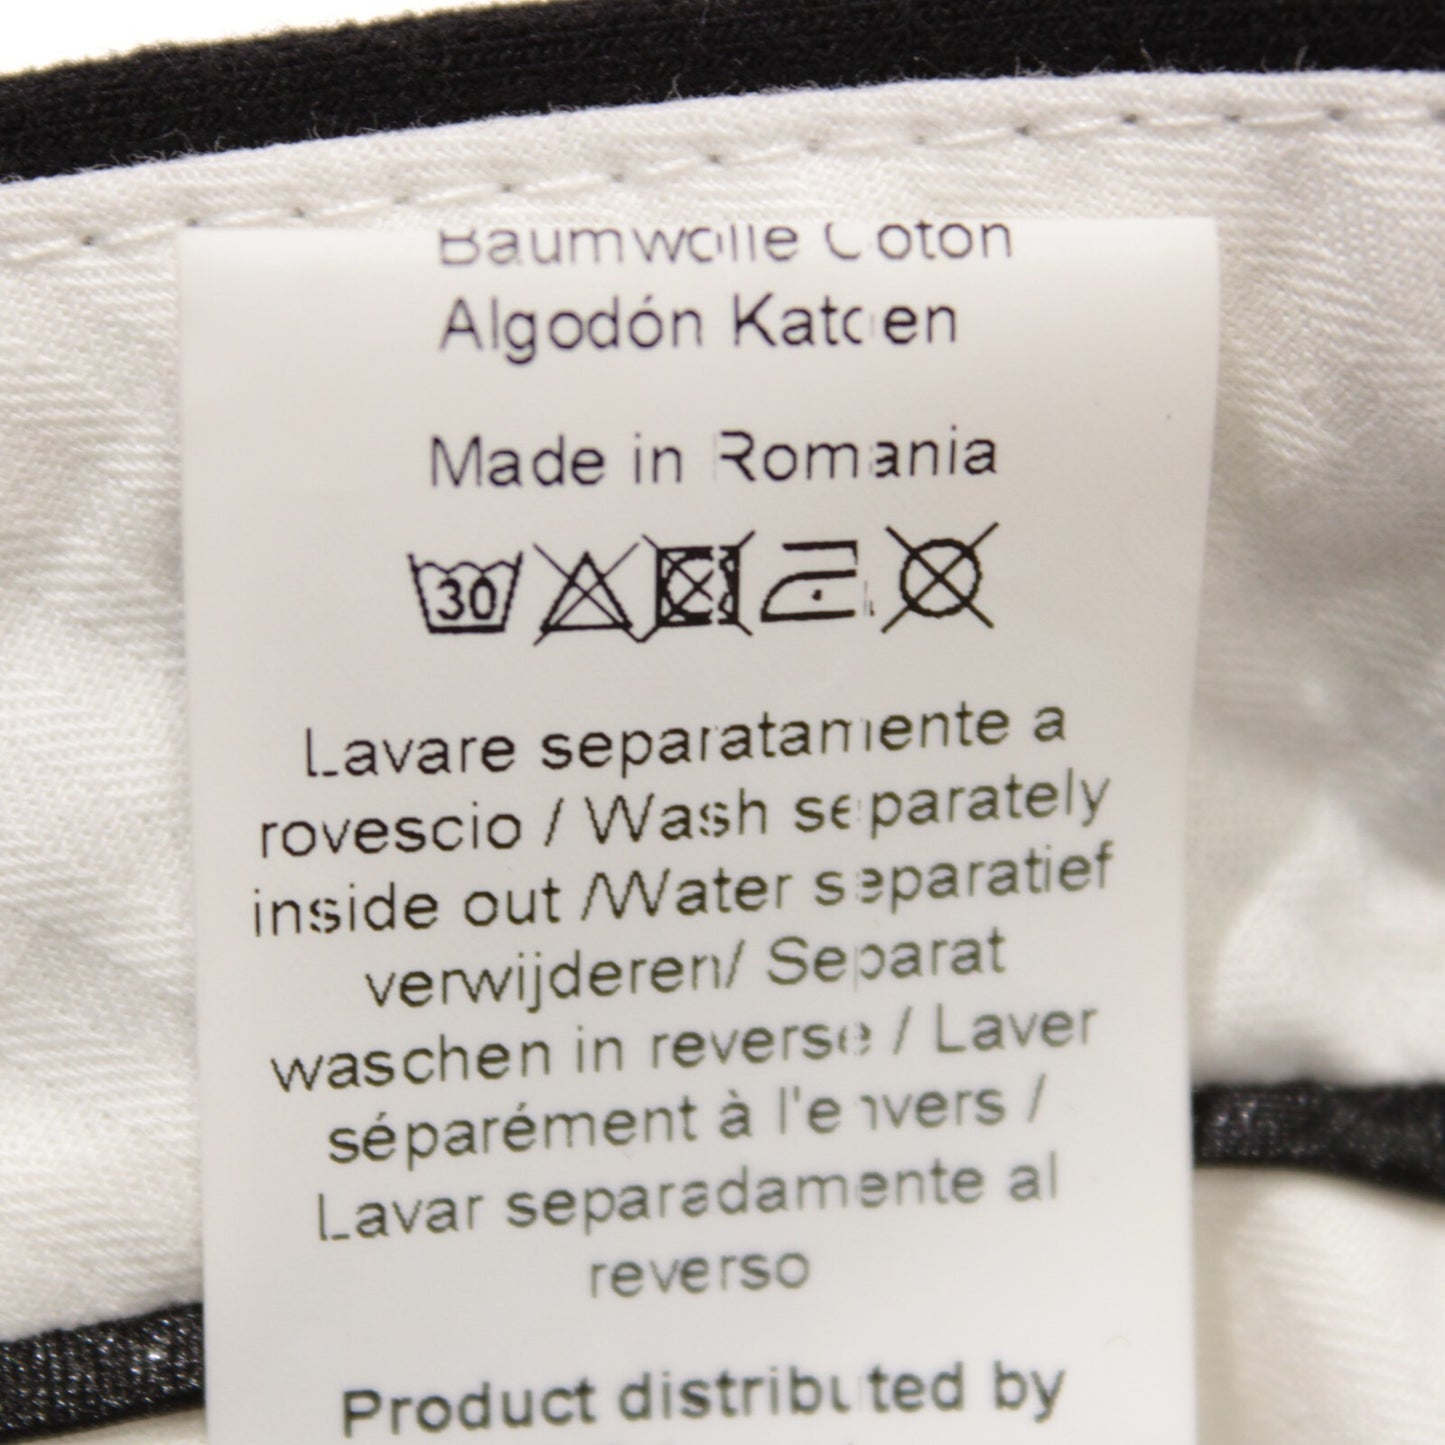 Baumwolle Coton
Algodón Katoen
Made in Romania
30
Lavare separatamente a
rovescio / Wash separately
inside out /Water separatief
verwijderen/ Separat
waschen in reverse / Laver
séparément à l'envers /
Lavar separadamente al
reverso
Product distributed by